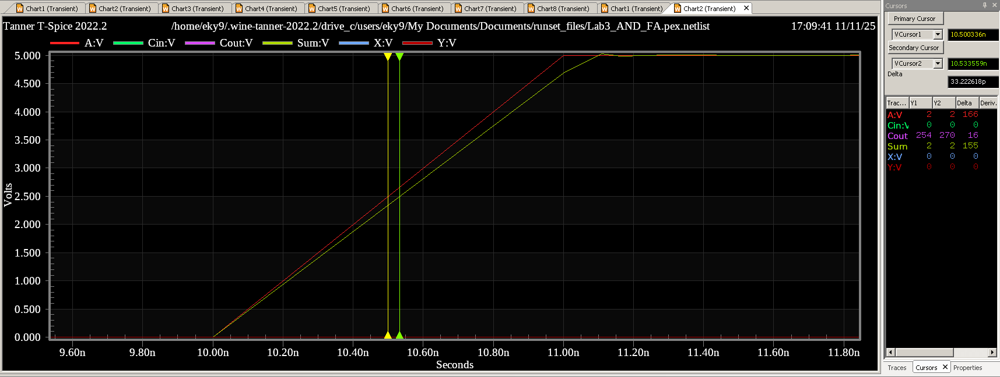 Chart1 (Transient) Chart2 (Transient) Chart3 (Transient) Chart4 (Transient) Chart5 (Transient) Chart6 (Transient) Chart7 (Transient) Chart8 (Transient) Chart1 (Transient) Chart2 (Transient)
Tanner T-Spice 2022.2 /home/eky9/.wine-tanner-2022.2/drive_c/users/eky9/My Documents/Documents/runset_files/Lab3_AND_FA.pex.netlist 17:09:41 11/11/25
A:V Cin:V Cout:V Sum:V X:V Y:V
5.000
4.500
4.000
3.500
3.000
2.500
2.000
1.500
1.000
0.500
0.000
Volts
9.60n 9.80n 10.00n 10.20n 10.40n 10.60n 10.80n 11.00n 11.20n 11.40n 11.60n 11.80n
Seconds
Cursors
Primary Cursor
VCursor1 10.500336n
Secondary Cursor
VCursor2 10.533559n
Delta
33.222618p
Trac... Y1 Y2 Delta Deriv.
A:V 2 2 166
Cin:V 0 0 0
Cout 254 270 16
Sum 2 2 155
X:V 0 0 0
Y:V 0 0 0
Traces Cursors Properties